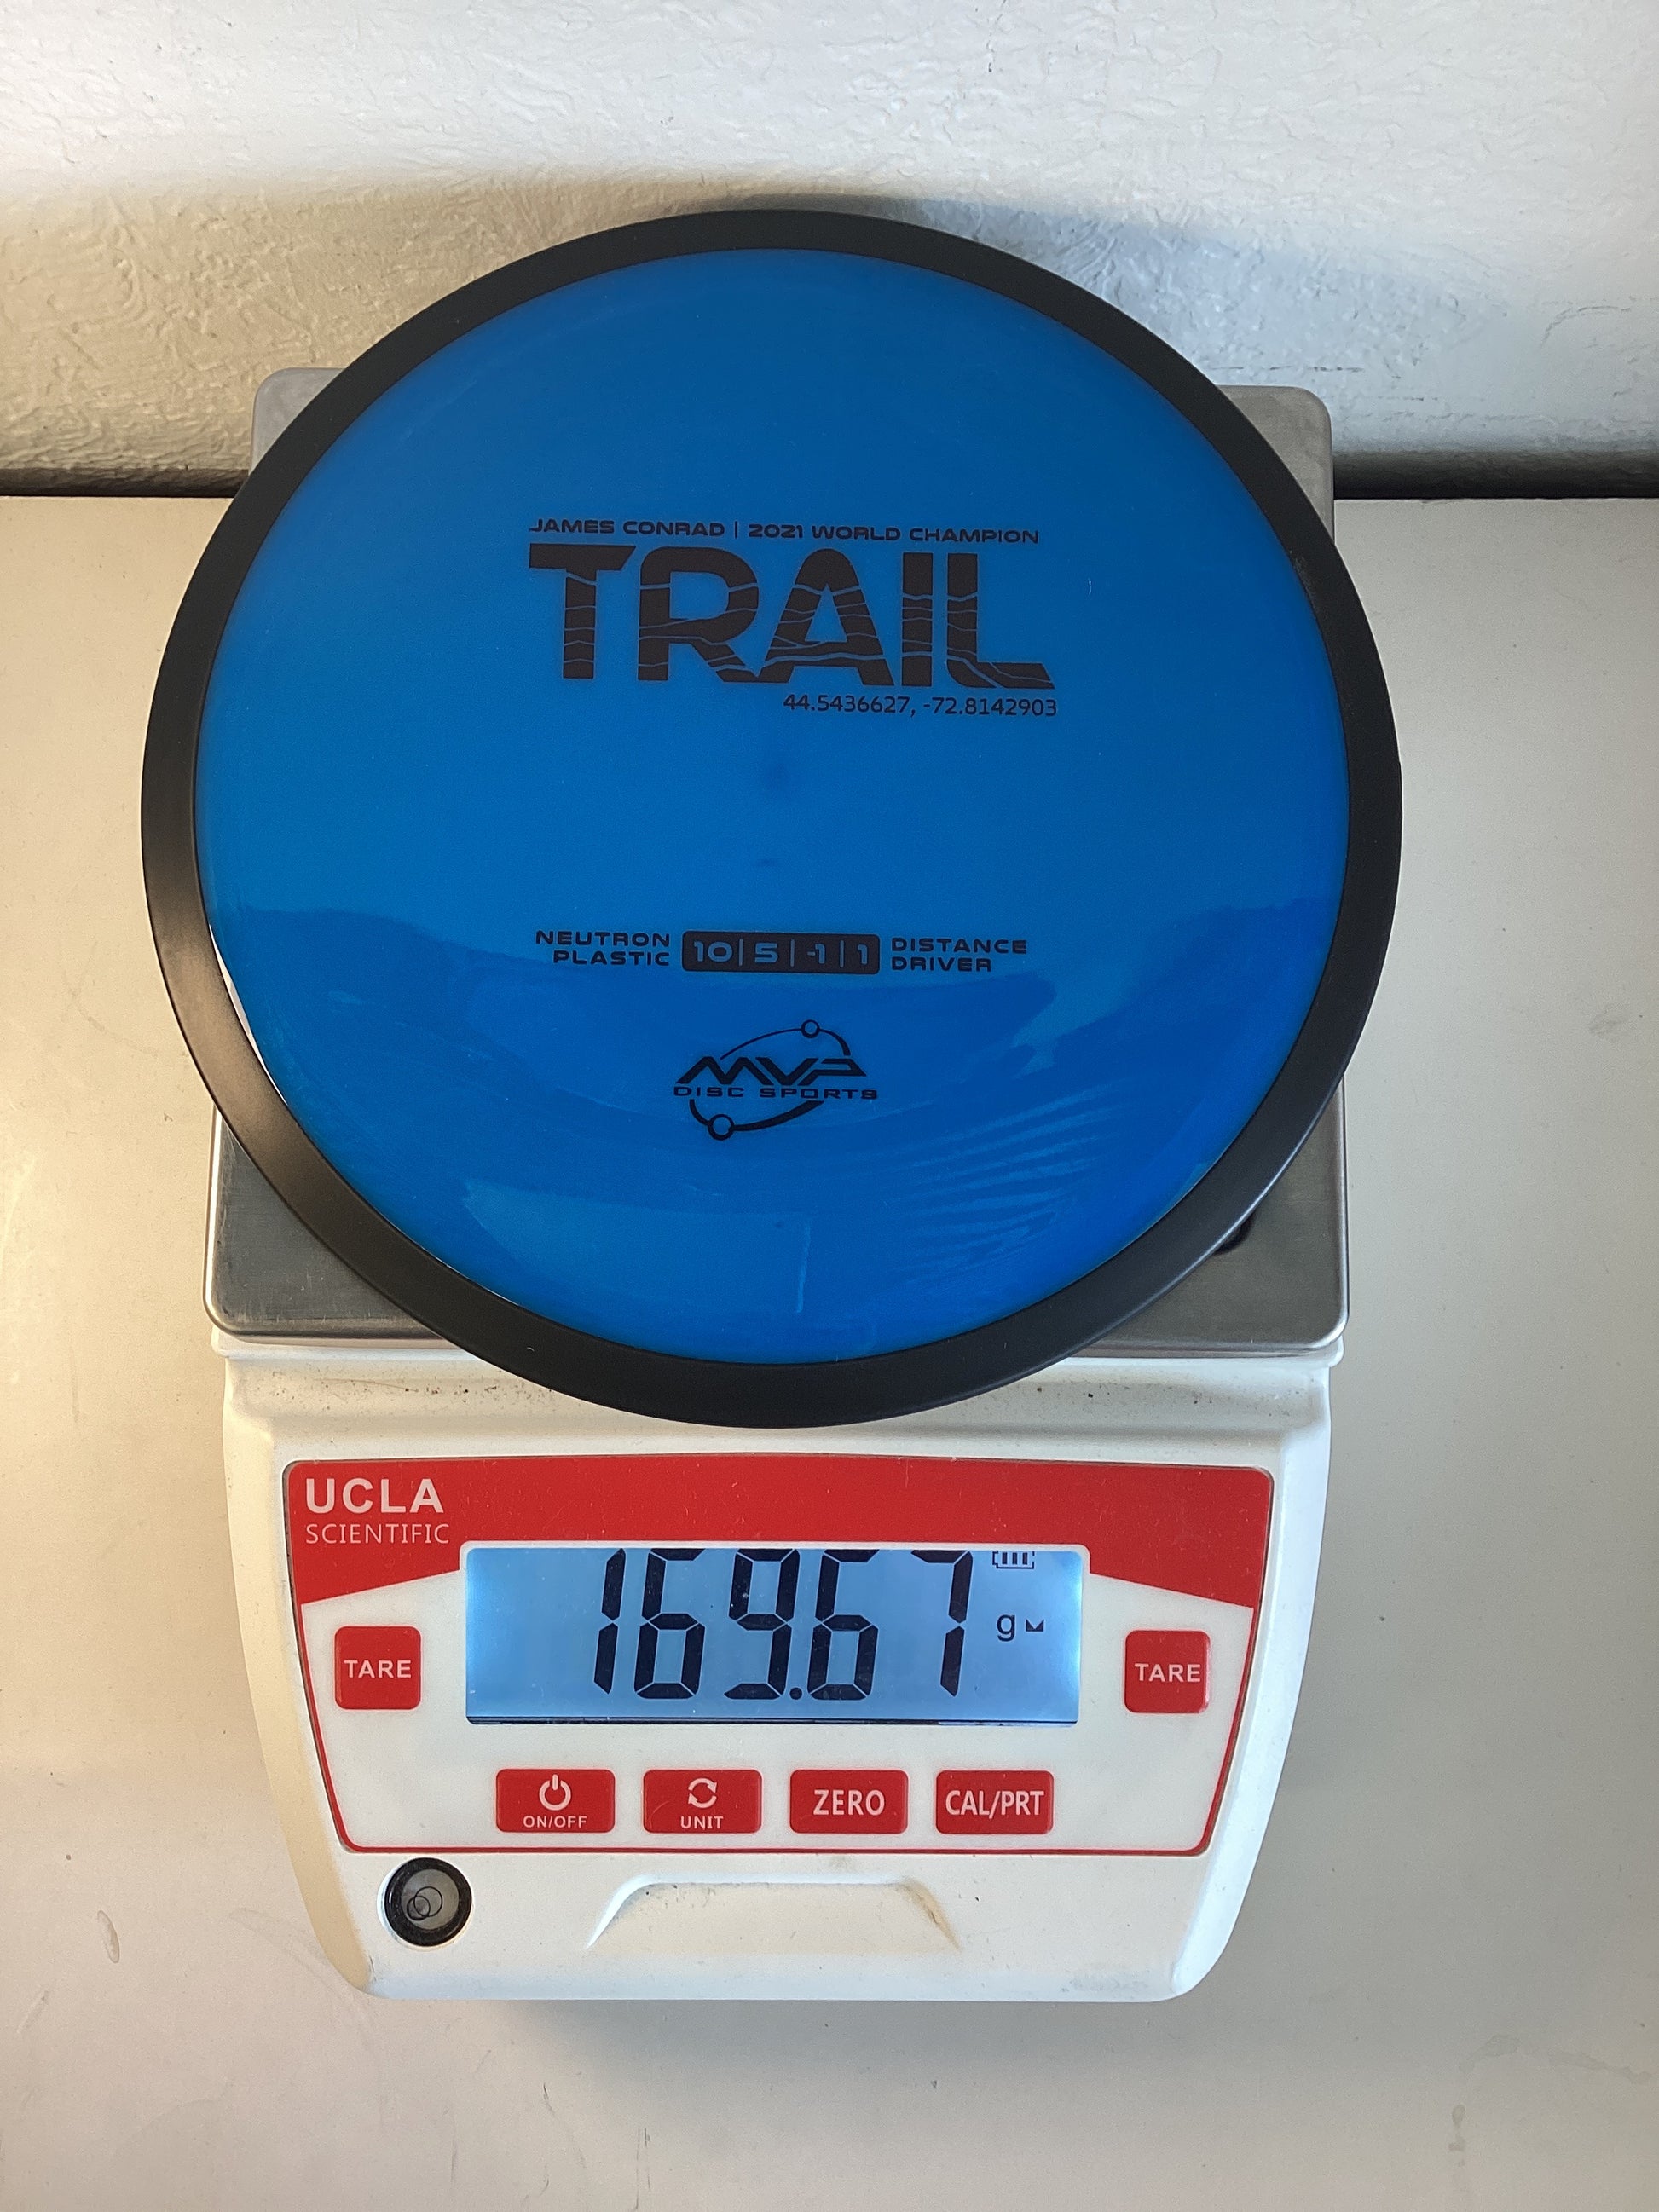 JAMES CONRAD | 2021 WORLD CHAMPION
TRAIL
44.5436627, -72.8142903
NEUTRON PLASTIC 10 | 5 | -1 | 1 DISTANCE DRIVER
MVP
DISC SPORTS
UCLA
SCIENTIFIC
169.67 g
TARE
TARE
ON/OFF
UNIT
ZERO
CAL/PRT